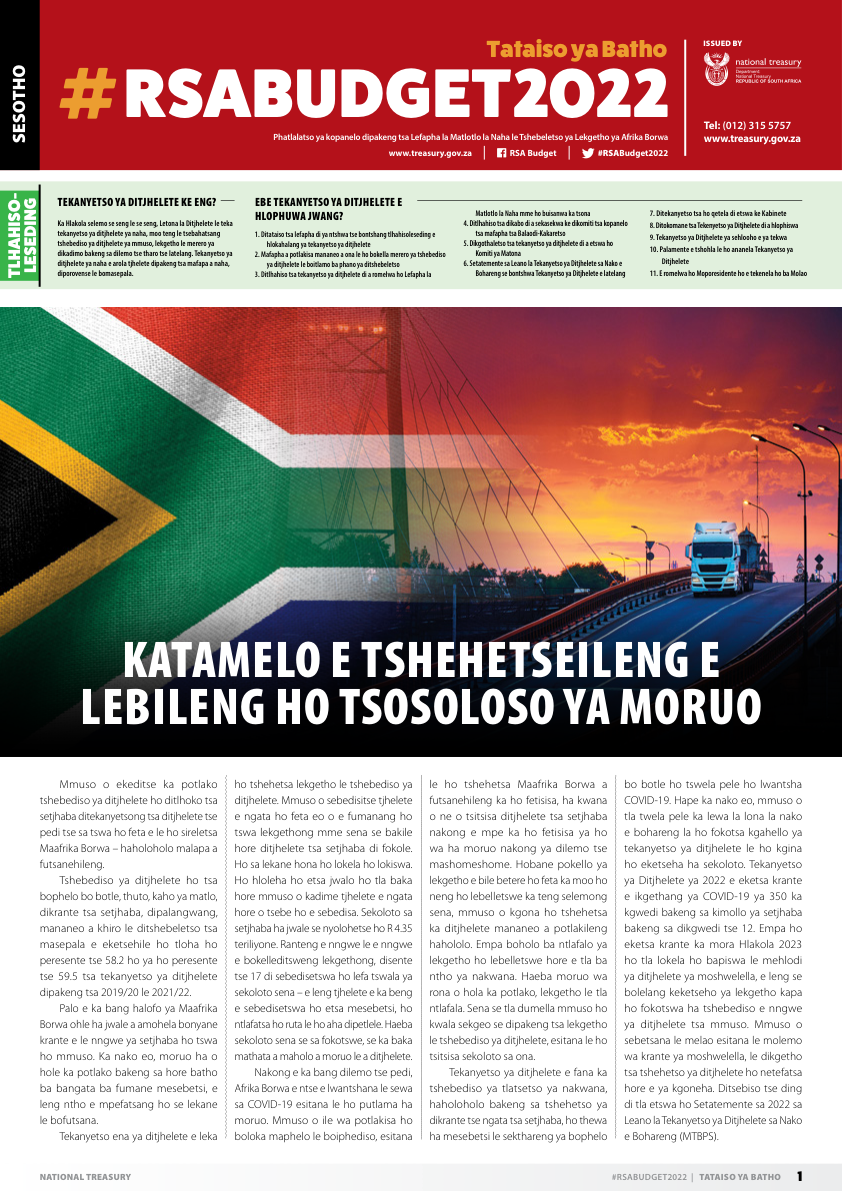 SESOTHO
Tataiso ya Batho
#RSABUDGET2022
Phatlalatso ya kopanelo dipakeng tsa Lefapha la Matlotlo la Naha le Tshebeletso ya Lekgetho ya Afrika Borwa
www.treasury.gov.za
RSA Budget
#RSABudget2022
ISSUED BY
national treasury
Department:
National Treasury
REPUBLIC OF SOUTH AFRICA
Tel: (012) 315 5757
www.treasury.gov.za
TLHAHISO-
LESEDING
TEKANYETSO YA DITJHELETE KE ENG?
Ka Hlakola selemo se seng le se seng, Letona la Ditjhelete le teka
tekanyetso ya ditjhelete ya naha, moo teng le tsebahatsang
tshebediso ya ditjhelete ya mmuso, lekgetho le merero ya
dikadimo bakeng sa dilemo tse tharo tse latelang. Tekanyetso ya
ditjhelete ya naha e arola tjhelete dipakeng tsa mafapa a naha,
diporovense le bomasepala.
EBE TEKANYETSO YA DITJHELETE E
HLOPHUWA JWANG?
1. Ditataiso tsa lefapha di ya ntshwa tse bontshang tlhahisoleseding e
hlokahalang ya tekanyetso ya ditjhelete
2. Mafapha a potlakisa mananeo a ona le ho bokella merero ya tshebediso
ya ditjhelete le boitlamo ba phano ya ditshebeletso
3. Ditlhahiso tsa tekanyetso ya ditjhelete di a romelwa ho Lefapha la
Matlotlo la Naha mme ho buisanwa ka tsona
4. Ditlhahiso tsa dikabo di a sekasekwa ke dikomiti tsa kopanelo
tsa mafapha tsa Balaodi-Kakaretso
5. Dikgothaletso tsa tekanyetso ya ditjhelete di a etswa ho
Komiti ya Matona
6. Setatemente sa Leano la Tekanyetso ya Ditjhelete sa Nako e
Bohareng se bontshwa Tekanyetso ya Ditjhelete e latelang
7. Ditekanyetso tsa ho qetela di etswa ke Kabinete
8. Ditokomane tsa Tekenyetso ya Ditjhelete di a hlophiswa
9. Tekanyetso ya Ditjhelete ya sehlooho e ya tekwa
10. Palamente e tshohla le ho ananela Tekanyetso ya
Ditjhelete
11. E romelwa ho Moporesidente ho e tekenela ho ba Molao
KATAMELO E TSHEHETSEILENG E
LEBILENG HO TSOSOLOSO YA MORUO
Mmuso o ekeditse ka potlako
tshebediso ya ditjhelete ho ditlhoko tsa
setjhaba ditekanyetsong tsa ditjhelete tse
pedi tse sa tswa ho feta e le ho sireletsa
Maafrika Borwa – haholoholo malapa a
futsanehileng.
Tshebediso ya ditjhelete ho tsa
bophelo bo botle, thuto, kaho ya matlo,
dikrante tsa setjhaba, dipalangwang,
mananeo a khiro le ditshebeletso tsa
masepala e eketsehile ho tloha ho
peresente tse 58.2 ho ya ho peresente
tse 59.5 tsa tekanyetso ya ditjhelete
dipakeng tsa 2019/20 le 2021/22.
Palo e ka bang halofo ya Maafrika
Borwa ohle ha jwale a amohela bonyane
krante e le nngwe ya setjhaba ho tswa
ho mmuso. Ka nako eo, moruo ha o
hole ka potlako bakeng sa hore batho
ba bangata ba fumane mesebetsi, e
leng ntho e mpefatsang ho se lekane
le bofutsana.
Tekanyetso ena ya ditjhelete e leka
ho tshehetsa lekgetho le tshebediso ya
ditjhelete. Mmuso o sebedisitse tjhelete
e ngata ho feta eo o e fumanang ho
tswa lekgethong mme sena se bakile
hore ditjhelete tsa setjhaba di fokole.
Ho sa lekane hona ho lokela ho lokiswa.
Ho hloleha ho etsa jwalo ho tla baka
hore mmuso o kadime tjhelete e ngata
hore o tsebe ho e sebedisa. Sekoloto sa
setjhaba ha jwale se nyolohetse ho R 4.35
teriliyone. Ranteng e nngwe le e nngwe
e bokelleditsweng lekgethong, disente
tse 17 di sebedisetswa ho lefa tswala ya
sekoloto sena – e leng tjhelete e ka beng
e sebedisetswa ho etsa mesebetsi, ho
ntlafatsa ho ruta le ho aha dipetlele. Haeba
sekoloto sena se sa fokotswe, se ka baka
mathata a maholo a moruo le a ditjhelete.
Nakong e ka bang dilemo tse pedi,
Afrika Borwa e ntse e lwantshana le sewa
sa COVID-19 esitana le ho putlama ha
moruo. Mmuso o ile wa potlakisa ho
boloka maphelo le boiphediso, esitana
le ho tshehetsa Maafrika Borwa a
futsanehileng ka ho fetisisa, ha kwana
o ne o tsitsisa ditjhelete tsa setjhaba
nakong e mpe ka ho fetisisa ya ho
wa ha moruo nakong ya dilemo tse
mashomeshome. Hobane pokello ya
lekgetho e bile betere ho feta ka moo ho
neng ho lebelletswe ka teng selemong
sena, mmuso o kgona ho tshehetsa
ka ditjhelete mananeo a potlakileng
hahololo. Empa boholo ba ntlafalo ya
lekgetho ho lebelletswe hore e tla ba
ntho ya nakwana. Haeba moruo wa
rona o hola ka potlako, lekgetho le tla
ntlafala. Sena se tla dumella mmuso ho
kwala sekgeo se dipakeng tsa lekgetho
le tshebediso ya ditjhelete, esitana le ho
tsitsisa sekoloto sa ona.
Tekanyetso ya ditjhelete e fana ka
tshebediso ya tlatsetso ya nakwana,
haholoholo bakeng sa tshehetso ya
dikrante tse ngata tsa setjhaba, ho thewa
ha mesebetsi le sekthareng ya bophelo
bo botle ho tswela pele ho lwantsha
COVID-19. Hape ka nako eo, mmuso o
tla twela pele ka lewa la lona la nako
e bohareng la ho fokotsa kgahello ya
tekanyetso ya ditjhelete le ho kgina
ho eketseha ha sekoloto. Tekanyetso
ya Ditjhelete ya 2022 e eketsa krante
e ikgethang ya COVID-19 ya 350 ka
kgwedi bakeng sa kimollo ya setjhaba
bakeng sa dikgwedi tse 12. Empa ho
eketsa krante ka mora Hlakola 2023
ho tla lokela ho bapiswa le mehlodi
ya ditjhelete ya moshwelella, e leng se
bolelang keketseho ya lekgetho kapa
ho fokotswa ha tshebediso e nngwe
ya ditjhelete tsa mmuso. Mmuso o
sebetsana le melao esitana le molemo
wa krante ya moshwelella, le dikgetho
tsa tshehetso ya ditjhelete ho netefatsa
hore e ya kgoneha. Ditsebiso tse ding
di tla etswa ho Setatemente sa 2022 sa
Leano la Tekanyetso ya Ditjhelete sa Nako
e Bohareng (MTBPS).
NATIONAL TREASURY
#RSABUDGET2022 | TATAISO YA BATHO 1